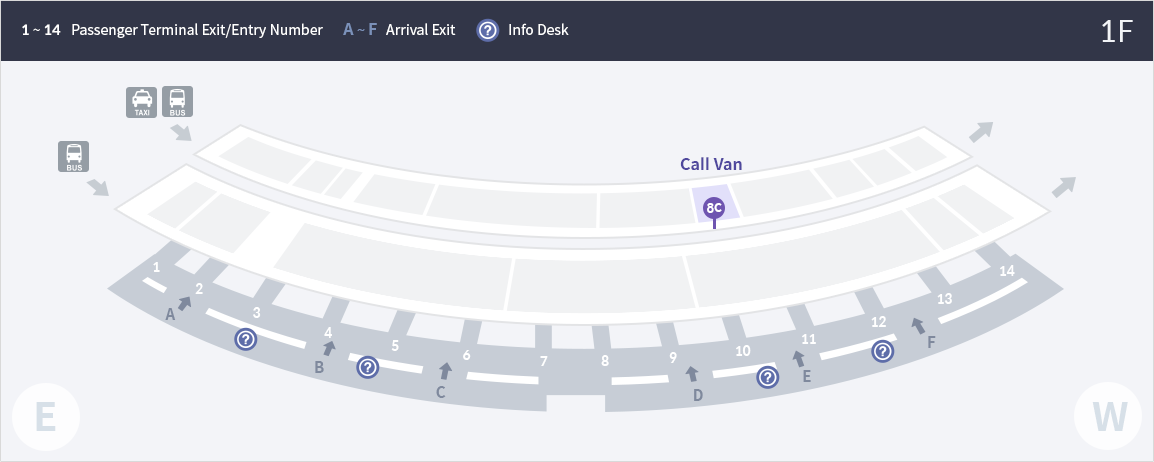 1 ~ 14 Passenger Terminal Exit/Entry Number A ~ F Arrival Exit ? Info Desk 1F
TAXI BUS
BUS
Call Van
8C
1 2 3 4 5 6 7 8 9 10 11 12 13 14
A B C D E F
? ? ? ?
E W